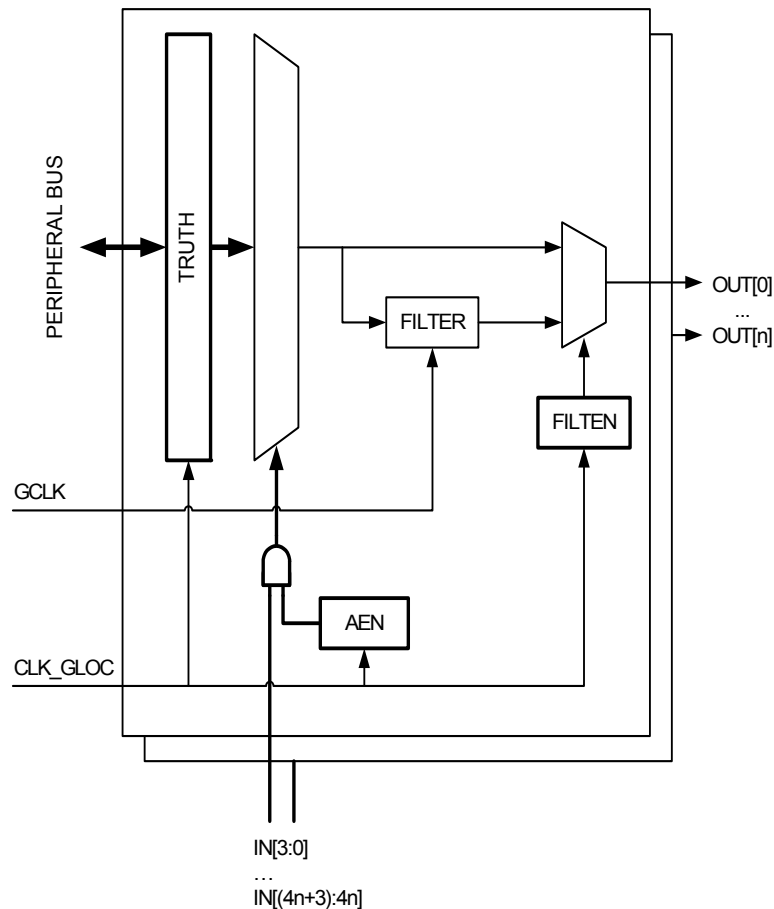 PERIPHERAL BUS
TRUTH
FILTER
OUT[0]
...
OUT[n]
FILTEN
GCLK
AEN
CLK_GLOC
IN[3:0]
...
IN[(4n+3):4n]